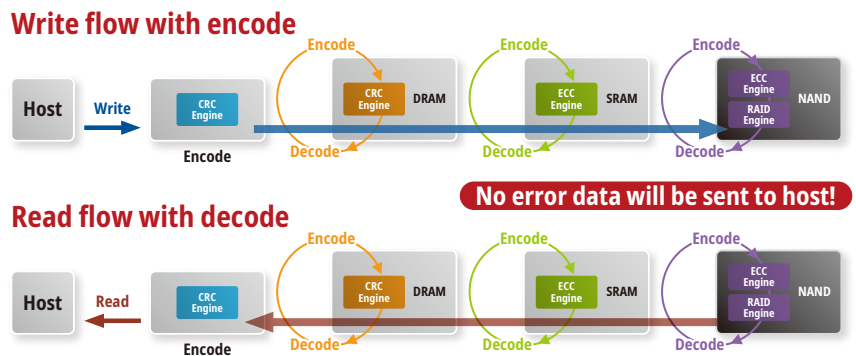 Write flow with encode
Encode
Encode
Encode
Host
Write
CRC
Engine
CRC
Engine
DRAM
ECC
Engine
SRAM
ECC
Engine
RAID
Engine
NAND
Encode
Decode
Decode
Decode
No error data will be sent to host!
Read flow with decode
Encode
Encode
Encode
Host
Read
CRC
Engine
CRC
Engine
DRAM
ECC
Engine
SRAM
ECC
Engine
RAID
Engine
NAND
Encode
Decode
Decode
Decode